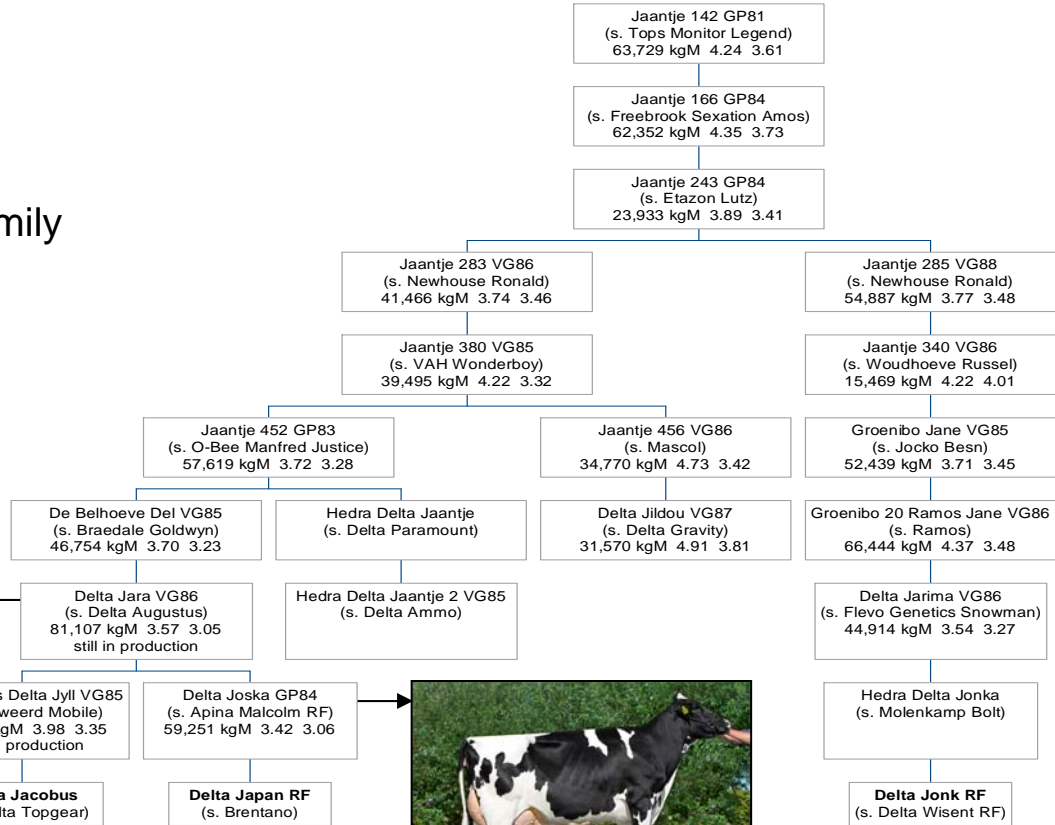 Jaantje 142 GP81
(s. Tops Monitor Legend)
63,729 kgM 4.24 3.61
Jaantje 166 GP84
(s. Freebrook Sexation Amos)
62,352 kgM 4.35 3.73
Jaantje 243 GP84
(s. Etazon Lutz)
23,933 kgM 3.89 3.41
mily
Jaantje 283 VG86
(s. Newhouse Ronald)
41,466 kgM 3.74 3.46
Jaantje 285 VG88
(s. Newhouse Ronald)
54,887 kgM 3.77 3.48
Jaantje 380 VG85
(s. VAH Wonderboy)
39,495 kgM 4.22 3.32
Jaantje 340 VG86
(s. Woudhoeve Russel)
15,469 kgM 4.22 4.01
Jaantje 452 GP83
(s. O-Bee Manfred Justice)
57,619 kgM 3.72 3.28
Jaantje 456 VG86
(s. Mascol)
34,770 kgM 4.73 3.42
Groenibo Jane VG85
(s. Jocko Besn)
52,439 kgM 3.71 3.45
De Belhoeve Del VG85
(s. Braedale Goldwyn)
46,754 kgM 3.70 3.23
Hedra Delta Jaantje
(s. Delta Paramount)
Delta Jildou VG87
(s. Delta Gravity)
31,570 kgM 4.91 3.81
Groenibo 20 Ramos Jane VG86
(s. Ramos)
66,444 kgM 4.37 3.48
Delta Jara VG86
(s. Delta Augustus)
81,107 kgM 3.57 3.05
still in production
Hedra Delta Jaantje 2 VG85
(s. Delta Ammo)
Delta Jarima VG86
(s. Flevo Genetics Snowman)
44,914 kgM 3.54 3.27
s Delta Jyll VG85
weerd Mobile)
gM 3.98 3.35
production
Delta Joska GP84
(s. Apina Malcolm RF)
59,251 kgM 3.42 3.06
Hedra Delta Jonka
(s. Molenkamp Bolt)
a Jacobus
lta Topgear)
Delta Japan RF
(s. Brentano)
Delta Jonk RF
(s. Delta Wisent RF)